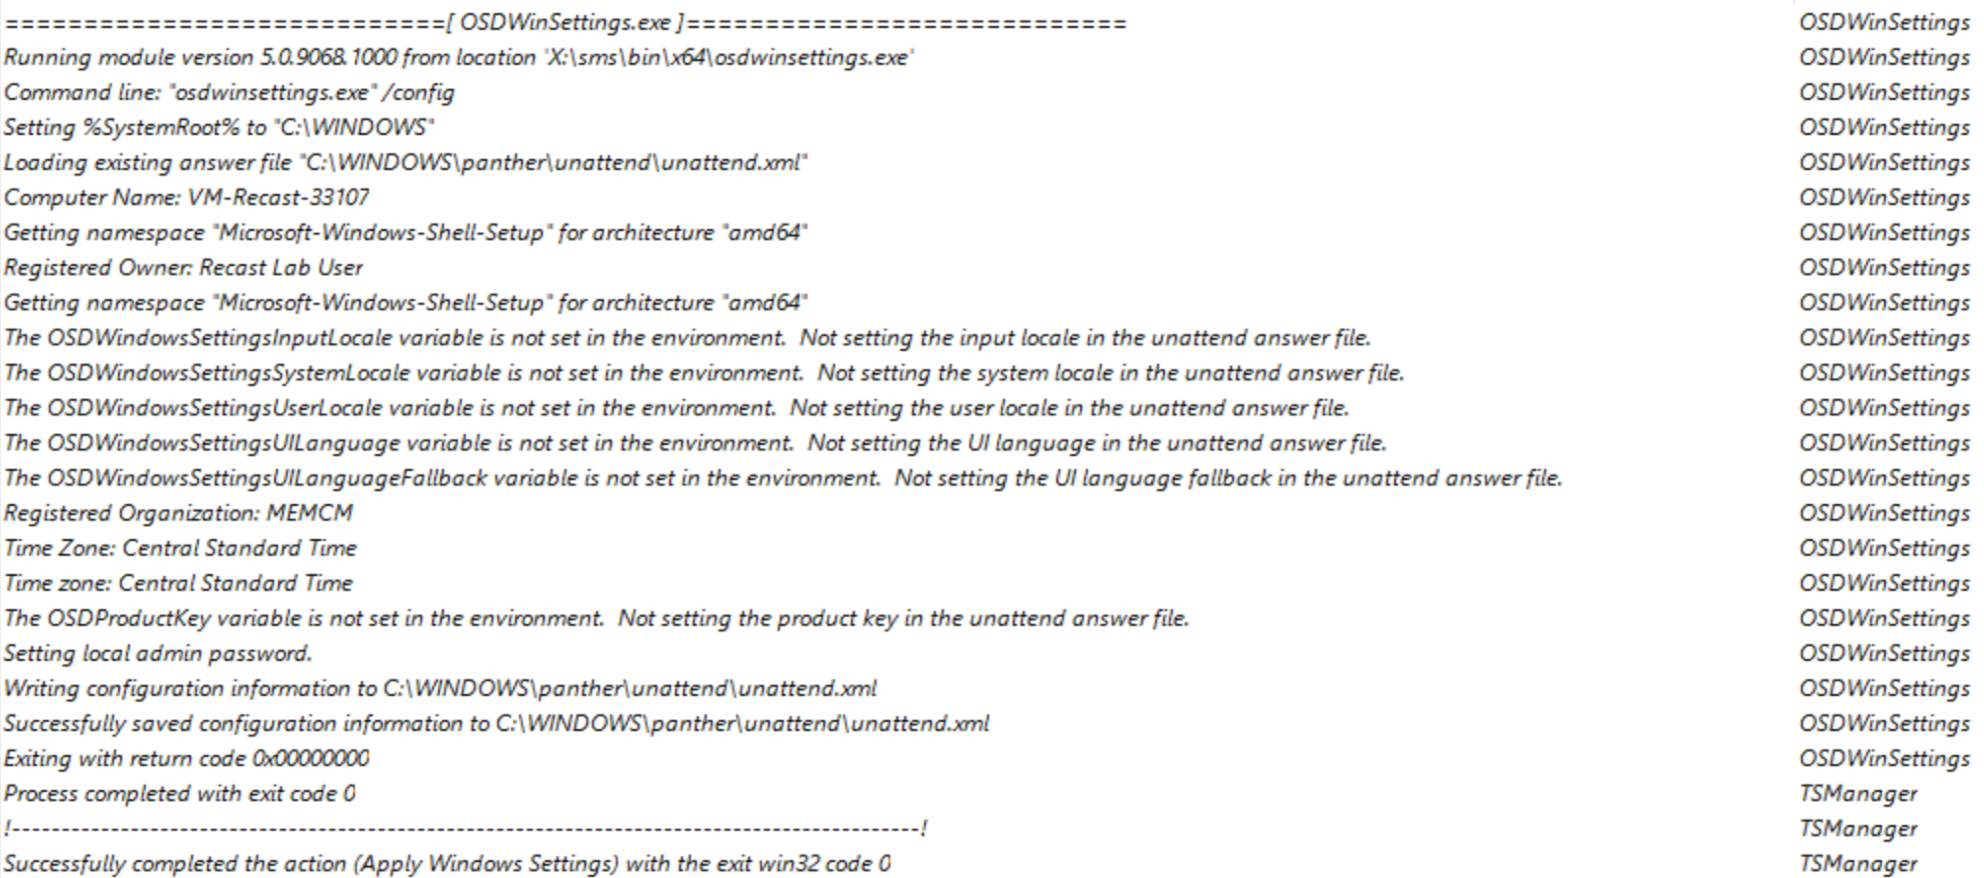 ============================[ OSDWinSettings.exe ]============================ OSDWinSettings
Running module version 5.0.9068.1000 from location 'X:\sms\bin\x64\osdwinsettings.exe' OSDWinSettings
Command line: "osdwinsettings.exe" /config OSDWinSettings
Setting %SystemRoot% to "C:\WINDOWS" OSDWinSettings
Loading existing answer file "C:\WINDOWS\panther\unattend\unattend.xml" OSDWinSettings
Computer Name: VM-Recast-33107 OSDWinSettings
Getting namespace "Microsoft-Windows-Shell-Setup" for architecture "amd64" OSDWinSettings
Registered Owner: Recast Lab User OSDWinSettings
Getting namespace "Microsoft-Windows-Shell-Setup" for architecture "amd64" OSDWinSettings
The OSDWindowsSettingsInputLocale variable is not set in the environment.  Not setting the input locale in the unattend answer file. OSDWinSettings
The OSDWindowsSettingsSystemLocale variable is not set in the environment.  Not setting the system locale in the unattend answer file. OSDWinSettings
The OSDWindowsSettingsUserLocale variable is not set in the environment.  Not setting the user locale in the unattend answer file. OSDWinSettings
The OSDWindowsSettingsUILanguage variable is not set in the environment.  Not setting the UI language in the unattend answer file. OSDWinSettings
The OSDWindowsSettingsUILanguageFallback variable is not set in the environment.  Not setting the UI language fallback in the unattend answer file. OSDWinSettings
Registered Organization: MEMCM OSDWinSettings
Time Zone: Central Standard Time OSDWinSettings
Time zone: Central Standard Time OSDWinSettings
The OSDProductKey variable is not set in the environment.  Not setting the product key in the unattend answer file. OSDWinSettings
Setting local admin password. OSDWinSettings
Writing configuration information to C:\WINDOWS\panther\unattend\unattend.xml OSDWinSettings
Successfully saved configuration information to C:\WINDOWS\panther\unattend\unattend.xml OSDWinSettings
Exiting with return code 0x00000000 OSDWinSettings
Process completed with exit code 0 TSManager
!--------------------------------------------------------------------------------------------! TSManager
Successfully completed the action (Apply Windows Settings) with the exit win32 code 0 TSManager